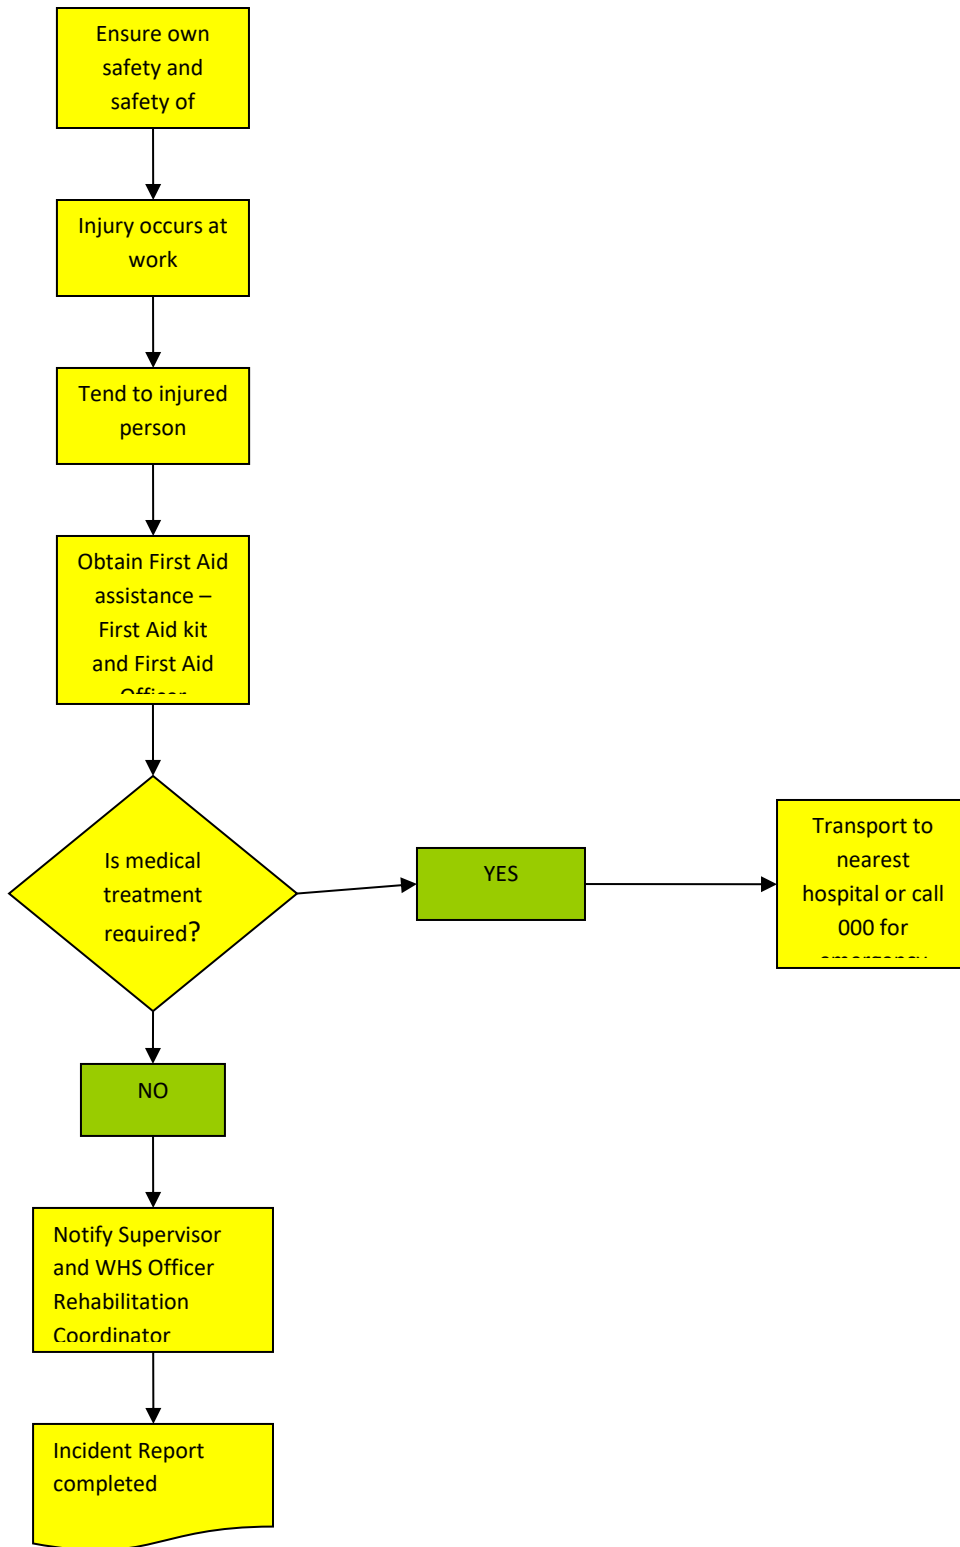 Ensure own
safety and
safety of
Injury occurs at
work
Tend to injured
person
Obtain First Aid
assistance –
First Aid kit
and First Aid
Officer
Is medical
treatment
required?
YES
Transport to
nearest
hospital or call
000 for
emergency
NO
Notify Supervisor
and WHS Officer
Rehabilitation
Coordinator
Incident Report
completed